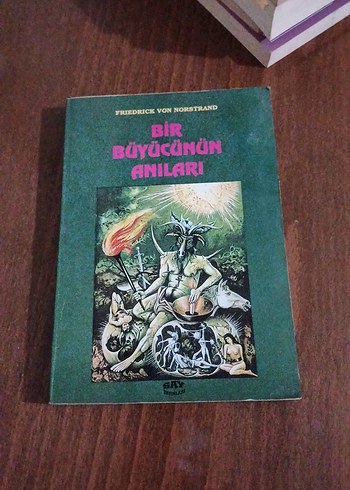 FRIEDRICK VON NORSTRAND
BİR
BÜYÜCÜNÜN
ANILARI
SAY